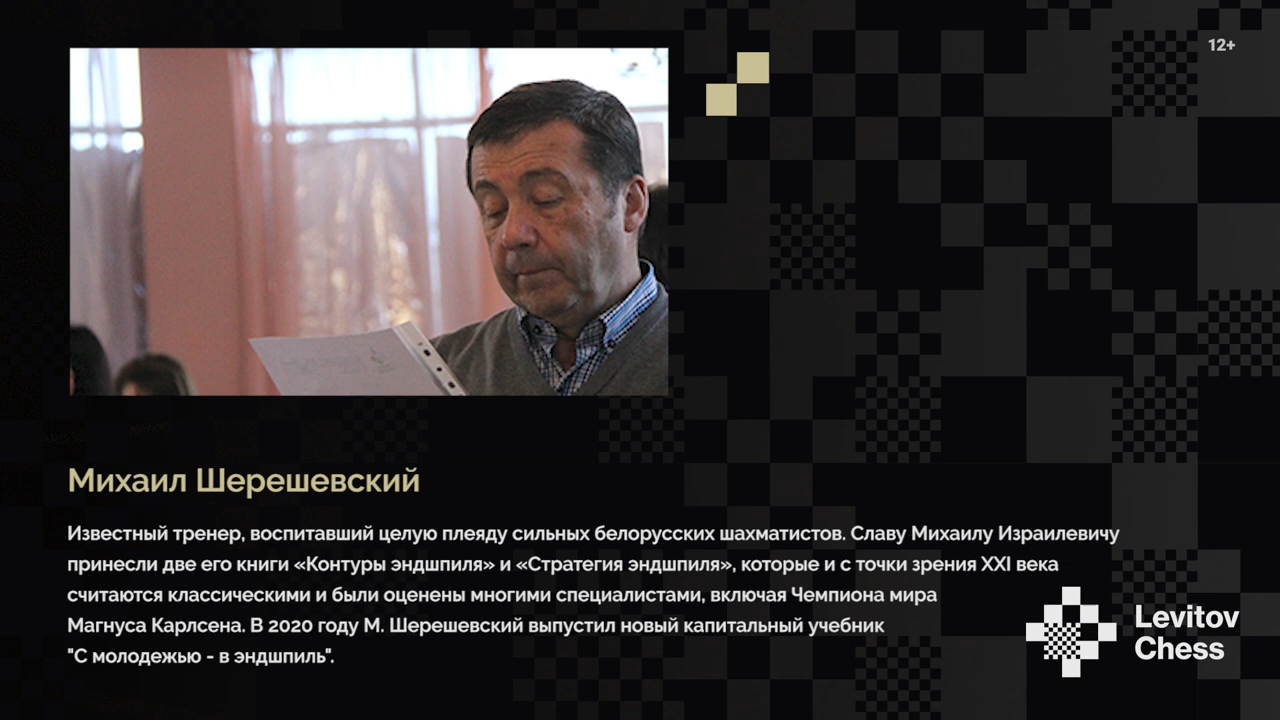 12+
Михаил Шерешевский
Известный тренер, воспитавший целую плеяду сильных белорусских шахматистов. Славу Михаилу Израилевичу
принесли две его книги «Контуры эндшпиля» и «Стратегия эндшпиля», которые и с точки зрения XXI века
считаются классическими и были оценены многими специалистами, включая Чемпиона мира
Магнуса Карлсена. В 2020 году М. Шерешевский выпустил новый капитальный учебник
"С молодежью - в эндшпиль".
Levitov
Chess